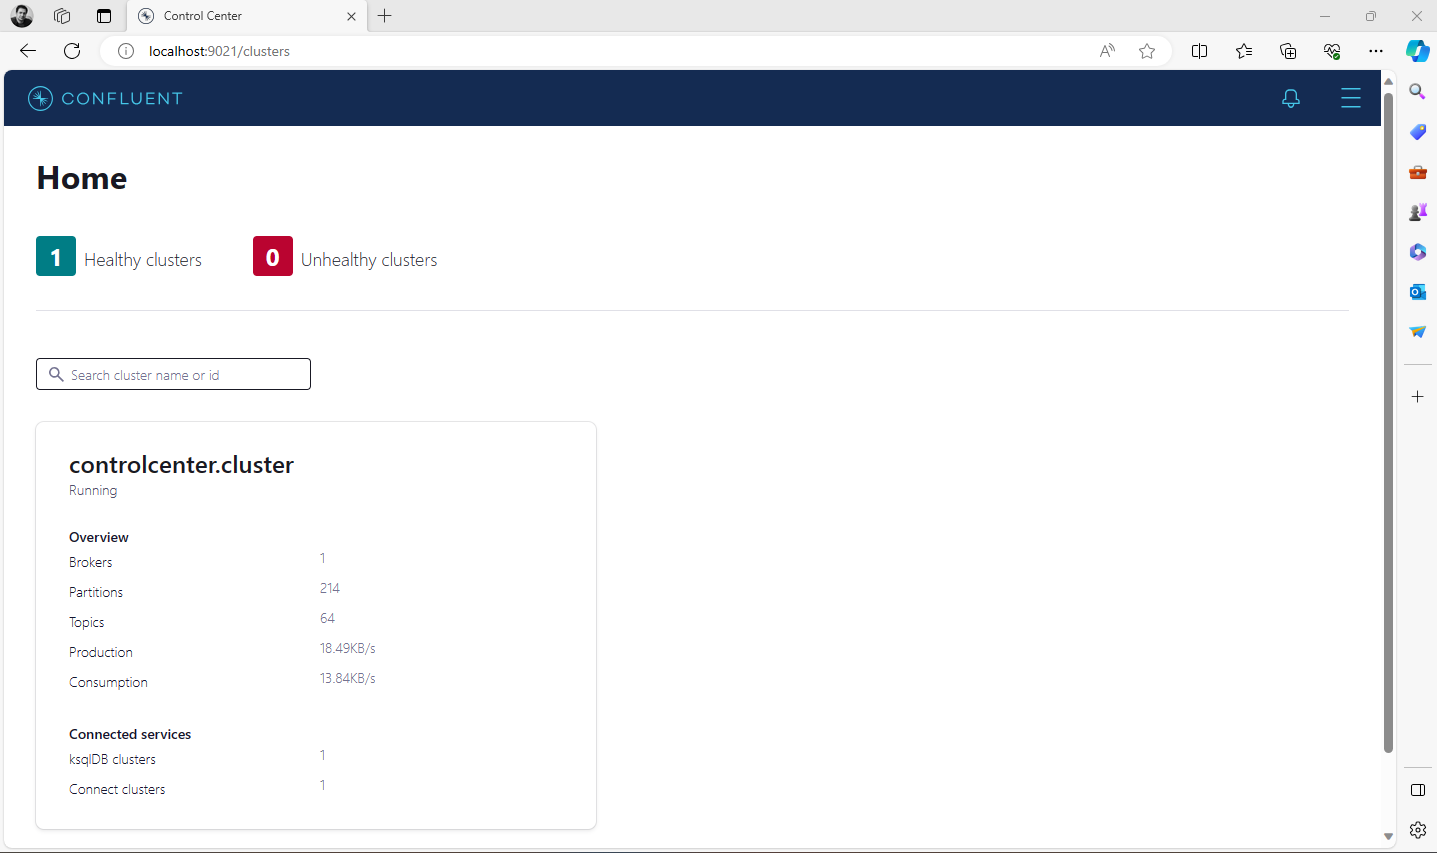 Control Center
localhost:9021/clusters
CONFLUENT
Home
1 Healthy clusters 0 Unhealthy clusters
Search cluster name or id
controlcenter.cluster
Running
Overview
Brokers 1
Partitions 214
Topics 64
Production 18.49KB/s
Consumption 13.84KB/s
Connected services
ksqlDB clusters 1
Connect clusters 1